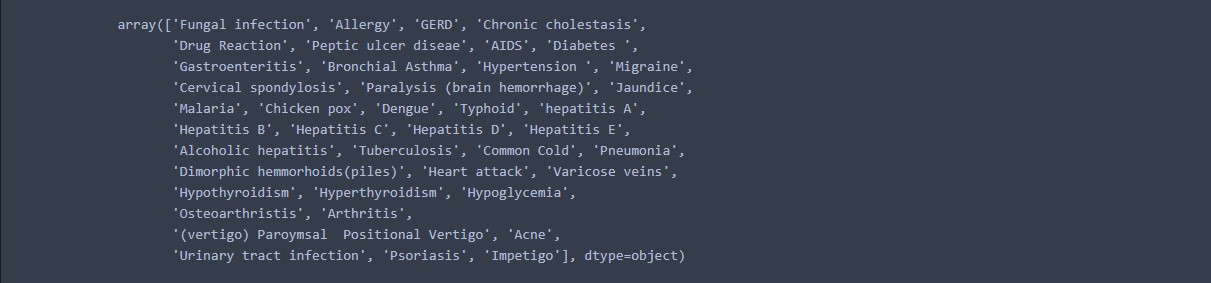 array(['Fungal infection', 'Allergy', 'GERD', 'Chronic cholestasis',
'Drug Reaction', 'Peptic ulcer diseae', 'AIDS', 'Diabetes ',
'Gastroenteritis', 'Bronchial Asthma', 'Hypertension ', 'Migraine',
'Cervical spondylosis', 'Paralysis (brain hemorrhage)', 'Jaundice',
'Malaria', 'Chicken pox', 'Dengue', 'Typhoid', 'hepatitis A',
'Hepatitis B', 'Hepatitis C', 'Hepatitis D', 'Hepatitis E',
'Alcoholic hepatitis', 'Tuberculosis', 'Common Cold', 'Pneumonia',
'Dimorphic hemmorhoids(piles)', 'Heart attack', 'Varicose veins',
'Hypothyroidism', 'Hyperthyroidism', 'Hypoglycemia',
'Osteoarthristis', 'Arthritis',
'(vertigo) Paroymsal  Positional Vertigo', 'Acne',
'Urinary tract infection', 'Psoriasis', 'Impetigo'], dtype=object)